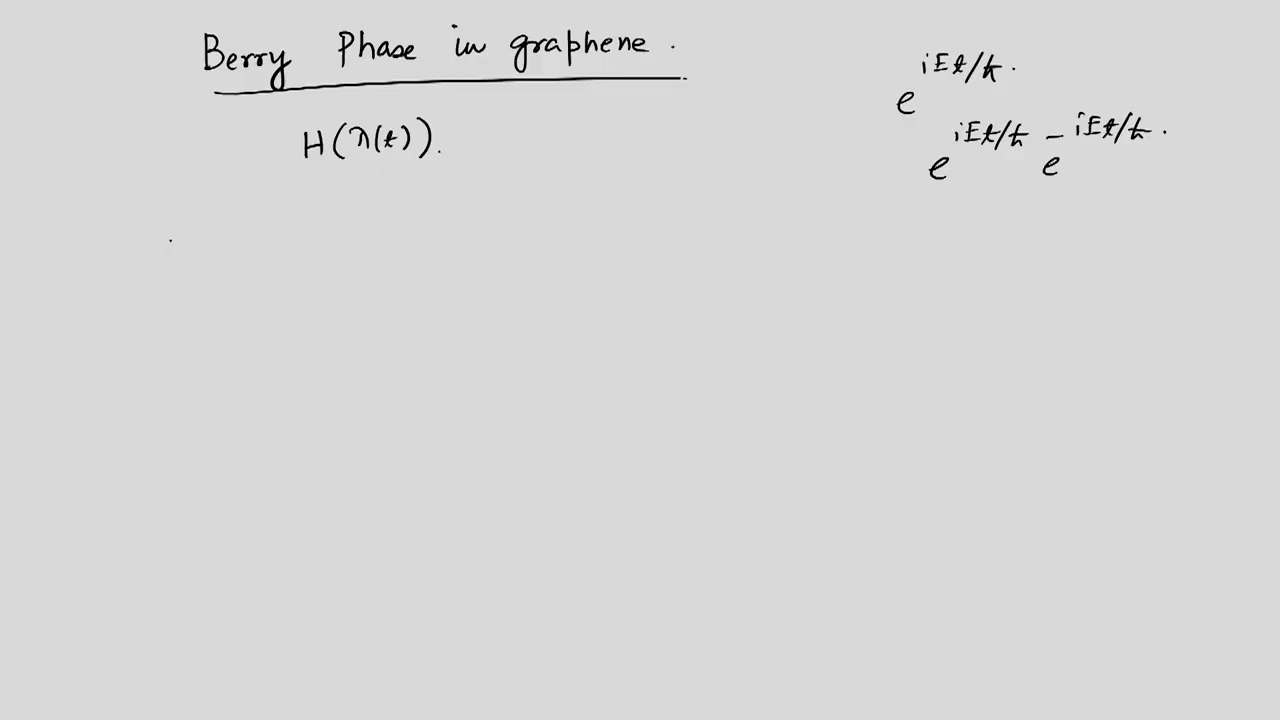 Berry Phase in graphene.
e^{iEt/ħ}.
H(λ(t)).
e^{iEt/ħ} e^{-iEt/ħ}.